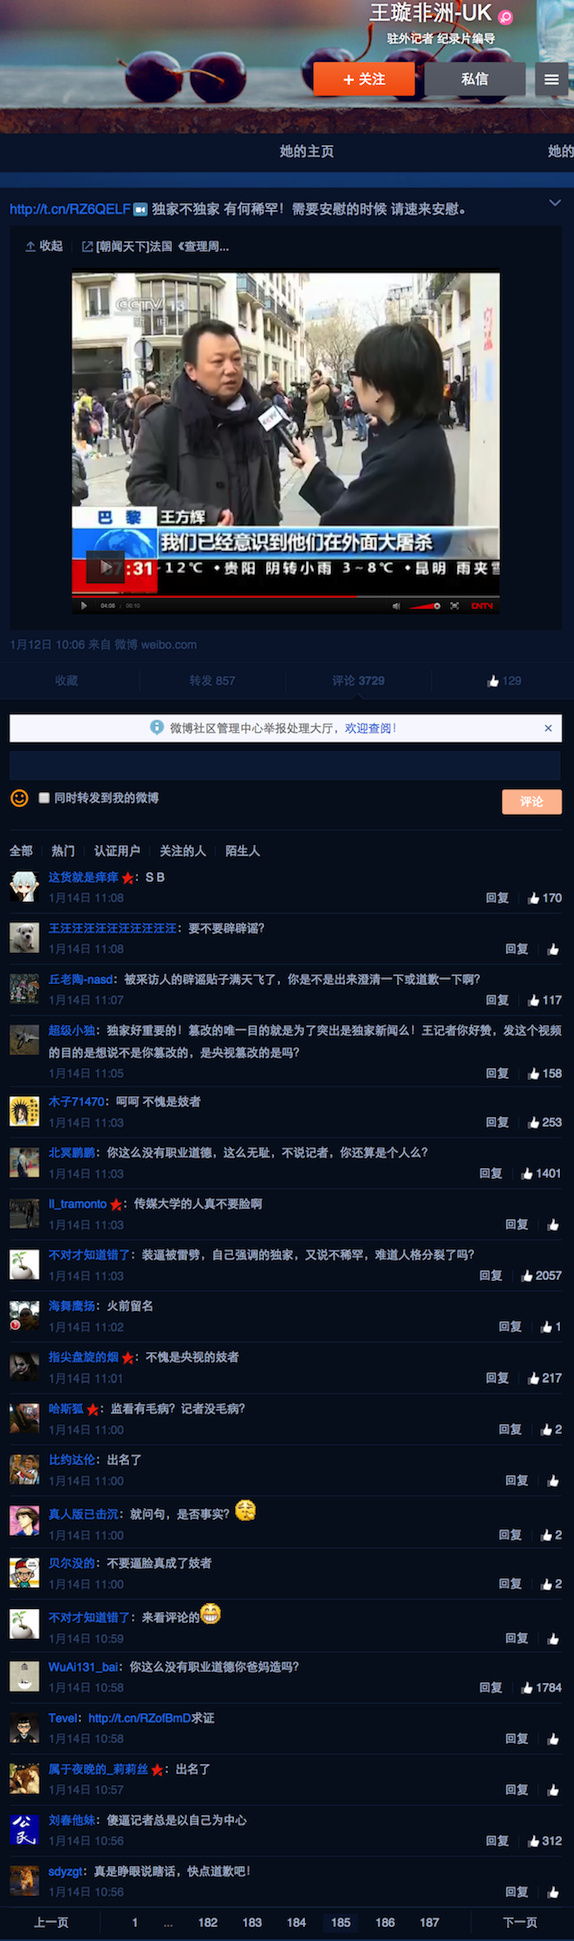 王璇非洲-UK
驻外记者 纪录片编导
+ 关注
私信
她的主页
她的
http://t.cn/RZ6QELF 独家不独家 有何稀罕！需要安慰的时候 请速来安慰。
收起
[朝闻天下]法国《查理周...
CCTV 13
新闻
巴 黎
王方辉
我们已经意识到他们在外面大屠杀
07:31
-12℃ •贵阳 阴转小雨 3~8℃ •昆明 雨夹雪
04:08 : 06:10
CNTV
1月12日 10:06 来自 微博 weibo.com
收藏
转发 857
评论 3729
129
微博社区管理中心举报处理大厅，欢迎查阅！
×
同时转发到我的微博
评论
全部 热门 认证用户 关注的人 陌生人
这货就是痒痒：S B
1月14日 11:08
回复 170
王汪汪汪汪汪汪汪汪汪汪：要不要辟辟谣？
1月14日 11:08
回复
丘老陶-nasd：被采访人的辟谣贴子满天飞了，你是不是出来澄清一下或道歉一下啊？
1月14日 11:07
回复 117
超级小独：独家好重要的！篡改的唯一目的就是为了突出是独家新闻么！王记者你好赞，发这个视频
的目的是想说不是你篡改的，是央视篡改的是吗？
1月14日 11:05
回复 158
木子71470：呵呵 不愧是妓者
1月14日 11:03
回复 253
北冥鹏鹏：你这么没有职业道德，这么无耻，不说记者，你还算是个人么？
1月14日 11:03
回复 1401
Il_tramonto：传媒大学的人真不要脸啊
1月14日 11:03
回复
不对才知道错了：装逼被雷劈，自己强调的独家，又说不稀罕，难道人格分裂了吗？
1月14日 11:03
回复 2057
海舞鹰扬：火前留名
1月14日 11:02
回复 1
指尖盘旋的烟：不愧是央视的妓者
1月14日 11:01
回复 217
哈斯狐：监看有毛病？记者没毛病？
1月14日 11:00
回复 2
比约达伦：出名了
1月14日 11:00
回复
真人版已击沉：就问句，是否事实？
1月14日 11:00
回复 2
贝尔没的：不要逼脸真成了妓者
1月14日 11:00
回复 2
不对才知道错了：来看评论的
1月14日 10:59
回复
WuAi131_bai：你这么没有职业道德你爸妈造吗？
1月14日 10:58
回复 1784
Tevel：http://t.cn/RZofBmD求证
1月14日 10:58
回复
属于夜晚的_莉莉丝：出名了
1月14日 10:57
回复
公民
刘春他妹：傻逼记者总是以自己为中心
1月14日 10:56
回复 312
sdyzgt：真是睁眼说瞎话，快点道歉吧！
1月14日 10:56
回复
上一页 1 ... 182 183 184 185 186 187 下一页